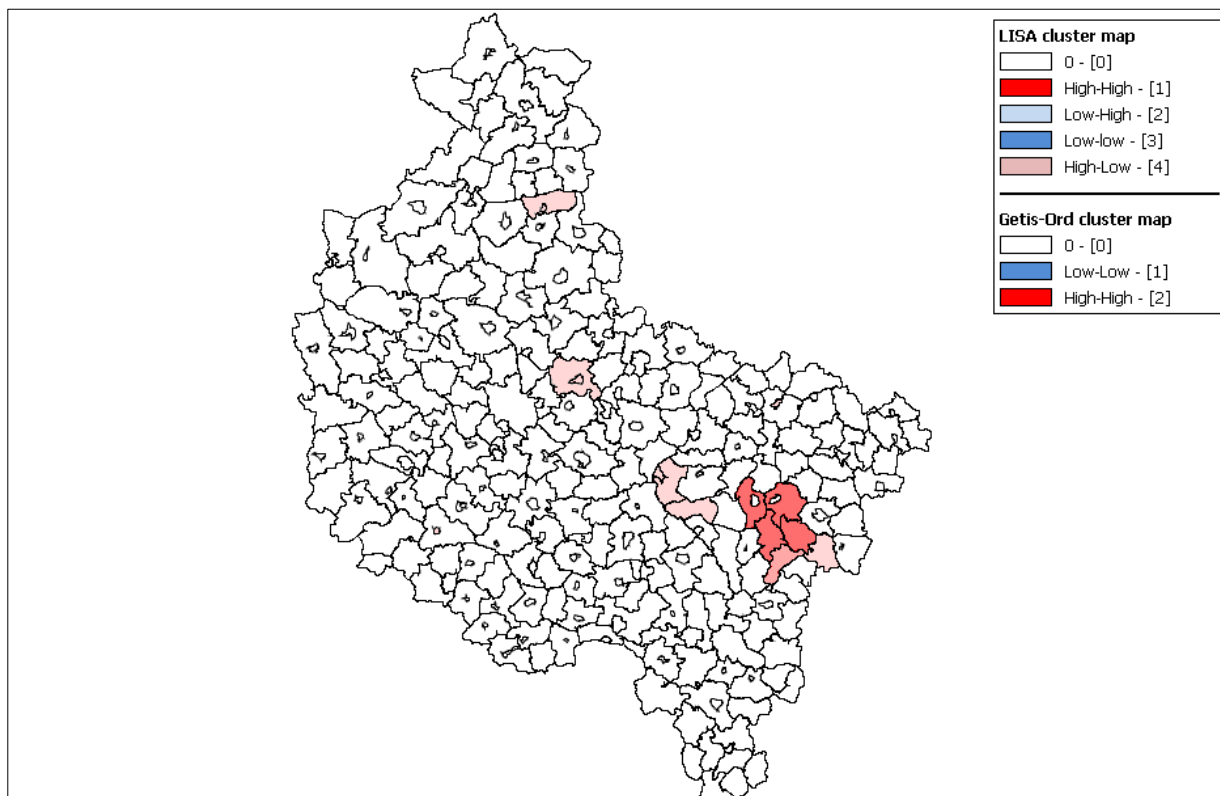 LISA cluster map
0 - [0]
High-High - [1]
Low-High - [2]
Low-low - [3]
High-Low - [4]
Getis-Ord cluster map
0 - [0]
Low-Low - [1]
High-High - [2]